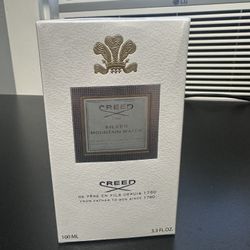 CREED
SILVER
MOUNTAIN WATER
CREED
DE PÈRE EN FILS DEPUIS 1760
FROM FATHER TO SON SINCE 1760
100 ML
3.3 FL.OZ.